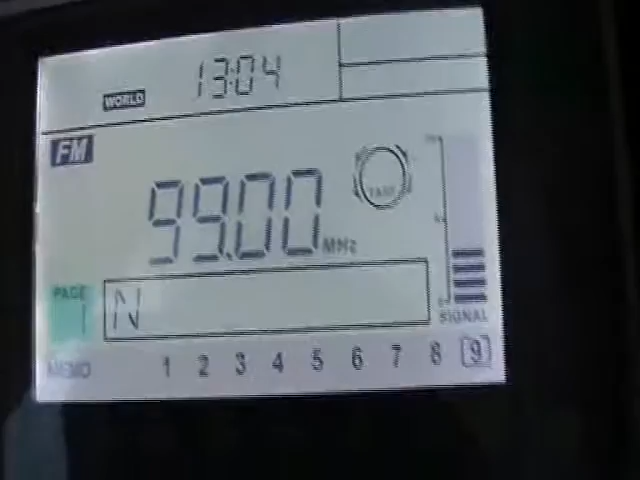 13:04
WORLD
FM
99.00 MHz
FAST
PAGE
1
N
SIGNAL
MEMO 1 2 3 4 5 6 7 8 9